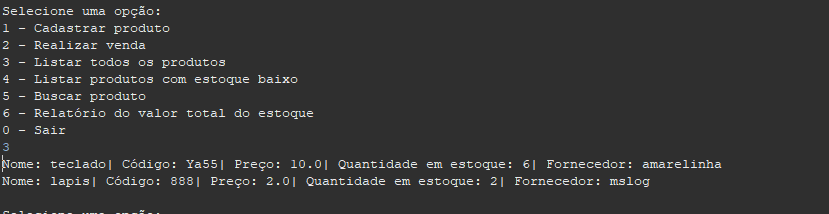 Selecione uma opção:
1 - Cadastrar produto
2 - Realizar venda
3 - Listar todos os produtos
4 - Listar produtos com estoque baixo
5 - Buscar produto
6 - Relatório do valor total do estoque
0 - Sair
3
Nome: teclado| Código: Ya55| Preço: 10.0| Quantidade em estoque: 6| Fornecedor: amarelinha
Nome: lapis| Código: 888| Preço: 2.0| Quantidade em estoque: 2| Fornecedor: mslog
Selecione uma opção: